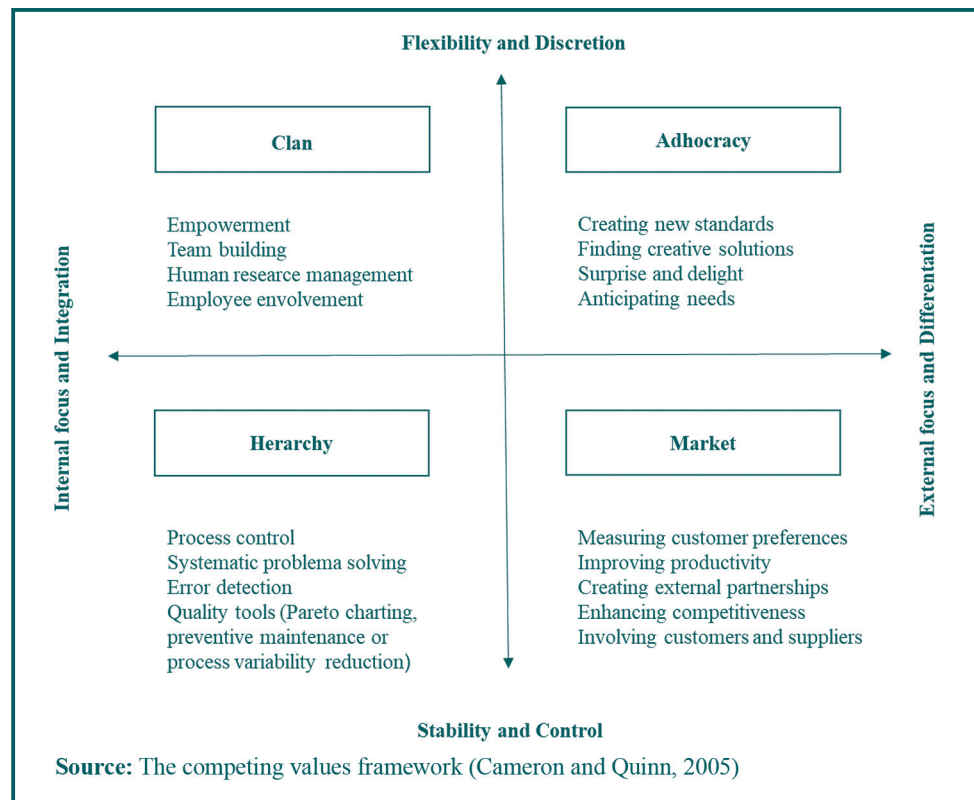 Flexibility and Discretion
Clan
Adhocracy
Empowerment
Team building
Human researce management
Employee envolvement
Creating new standards
Finding creative solutions
Surprise and delight
Anticipating needs
Internal focus and Integration
External focus and Differentation
Herarchy
Market
Process control
Systematic problema solving
Error detection
Quality tools (Pareto charting,
preventive maintenance or
process variability reduction)
Measuring customer preferences
Improving productivity
Creating external partnerships
Enhancing competitiveness
Involving customers and suppliers
Stability and Control
Source: The competing values framework (Cameron and Quinn, 2005)